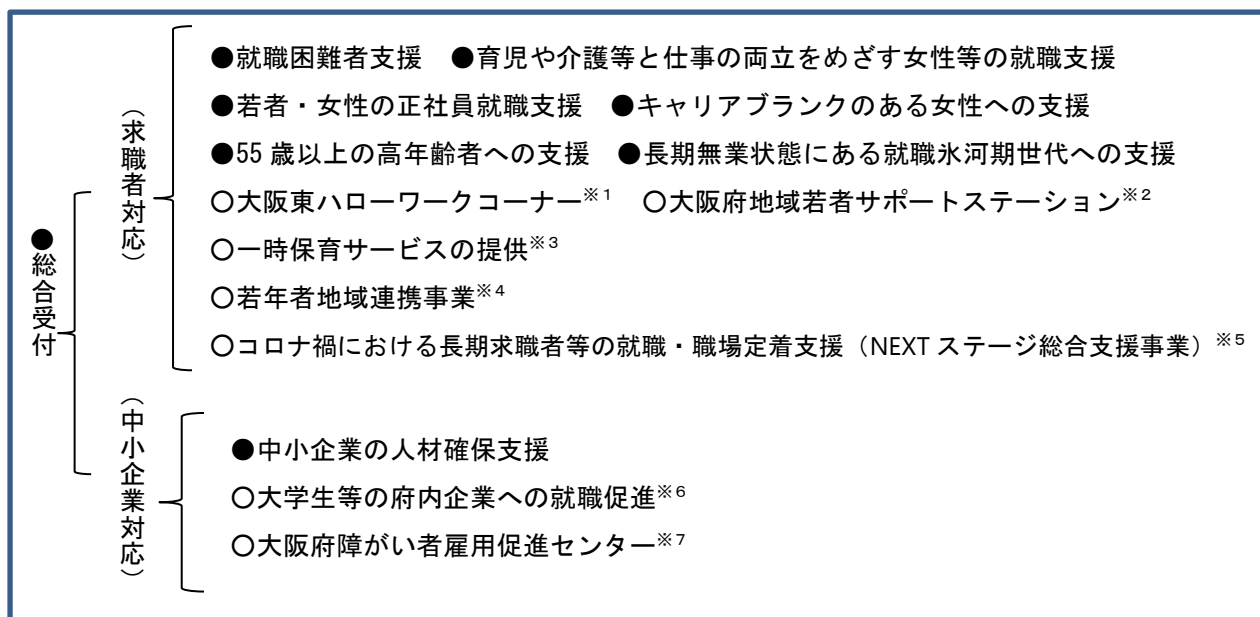 ●総合受付
（求職者対応）
●就職困難者支援　●育児や介護等と仕事の両立をめざす女性等の就職支援
●若者・女性の正社員就職支援　●キャリアブランクのある女性への支援
●55 歳以上の高年齢者への支援　●長期無業状態にある就職氷河期世代への支援
〇大阪東ハローワークコーナー※1　〇大阪府地域若者サポートステーション※2
〇一時保育サービスの提供※3
〇若年者地域連携事業※4
〇コロナ禍における長期求職者等の就職・職場定着支援（NEXT ステージ総合支援事業）※5
（中小企業対応）
●中小企業の人材確保支援
〇大学生等の府内企業への就職促進※6
〇大阪府障がい者雇用促進センター※7